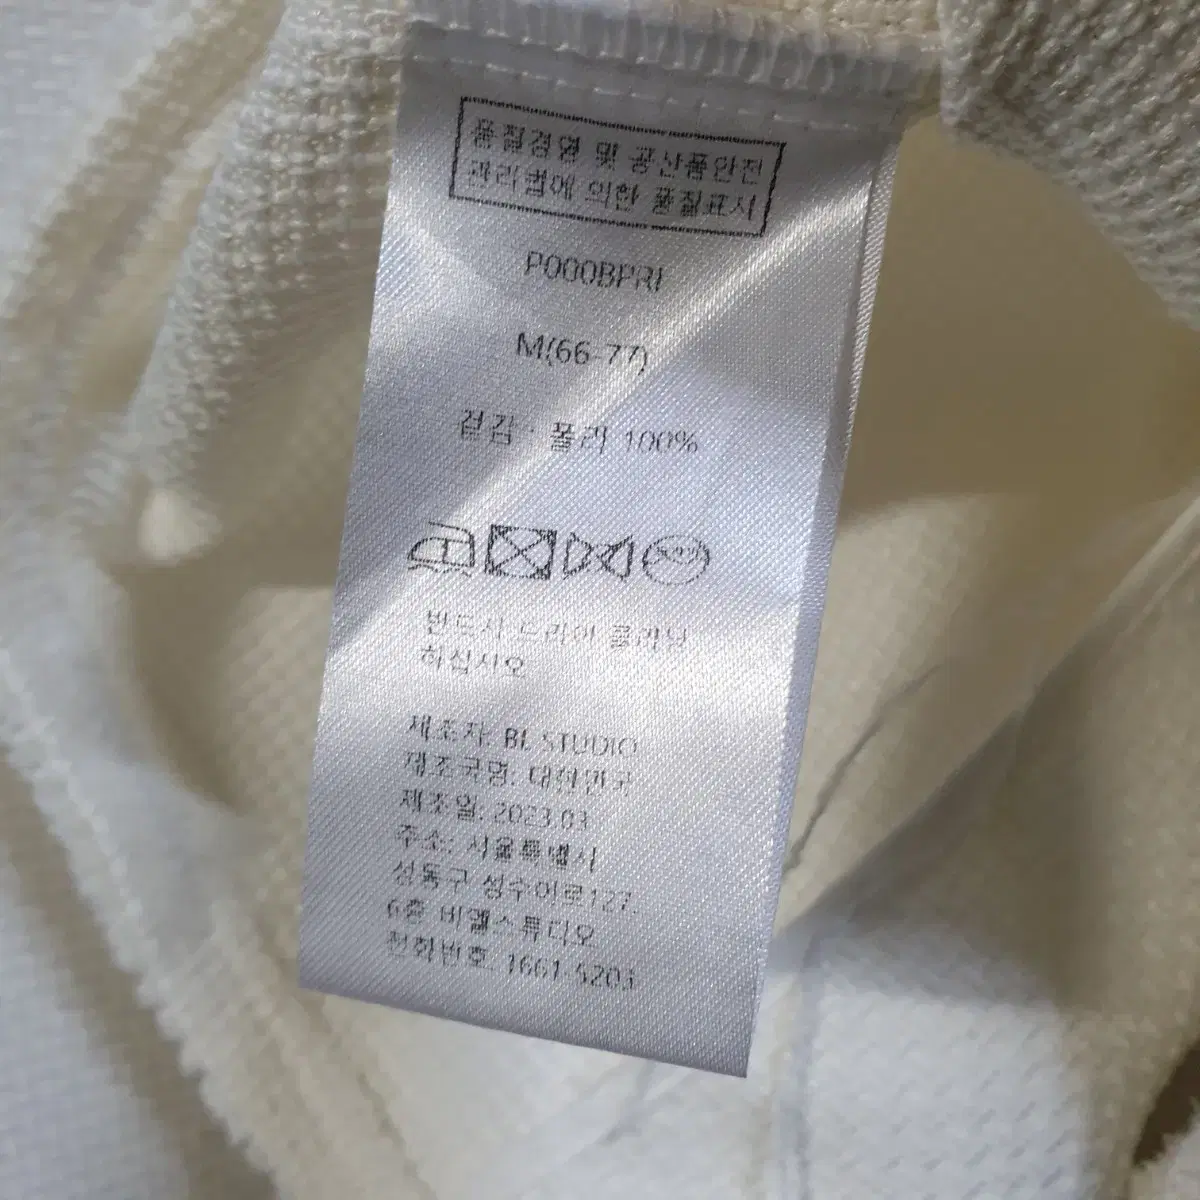 품질경영 및 공산품안전
관리법에 의한 품질표시
P000BPRI
M(66-77)
겉감 : 폴리 100%
반드시 드라이 클리닝
하십시오
제조자: BL STUDIO
제조국명: 대한민국
제조일: 2023.03
주소: 서울특별시
성동구 성수이로127,
6층 비엘스튜디오
전화번호: 1661-5203